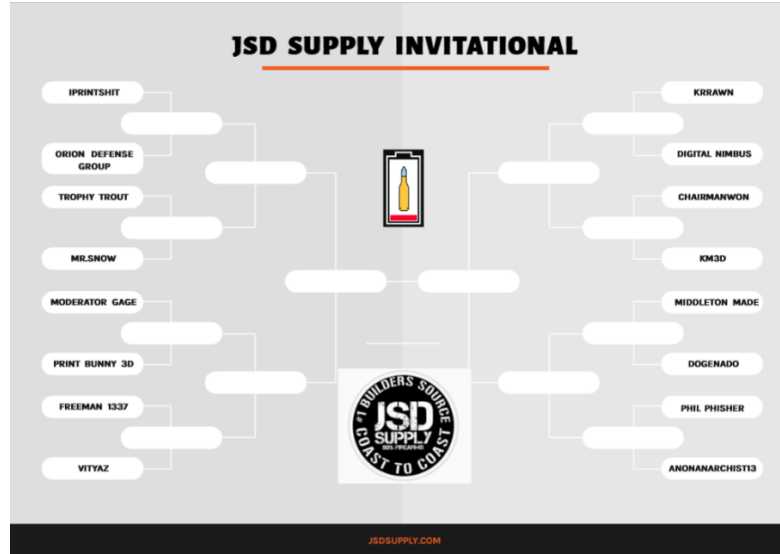 JSD SUPPLY INVITATIONAL
IPRINTSHIT
ORION DEFENSE
GROUP
TROPHY TROUT
MR.SNOW
MODERATOR GAGE
PRINT BUNNY 3D
FREEMAN 1337
VITYAZ
KRRAWN
DIGITAL NIMBUS
CHAIRMANWON
KM3D
MIDDLETON MADE
DOGENADO
PHIL PHISHER
ANONANARCHIST13
#1 BUILDERS SOURCE
JSD
SUPPLY
80% FIREARMS
COAST TO COAST
JSDSUPPLY.COM